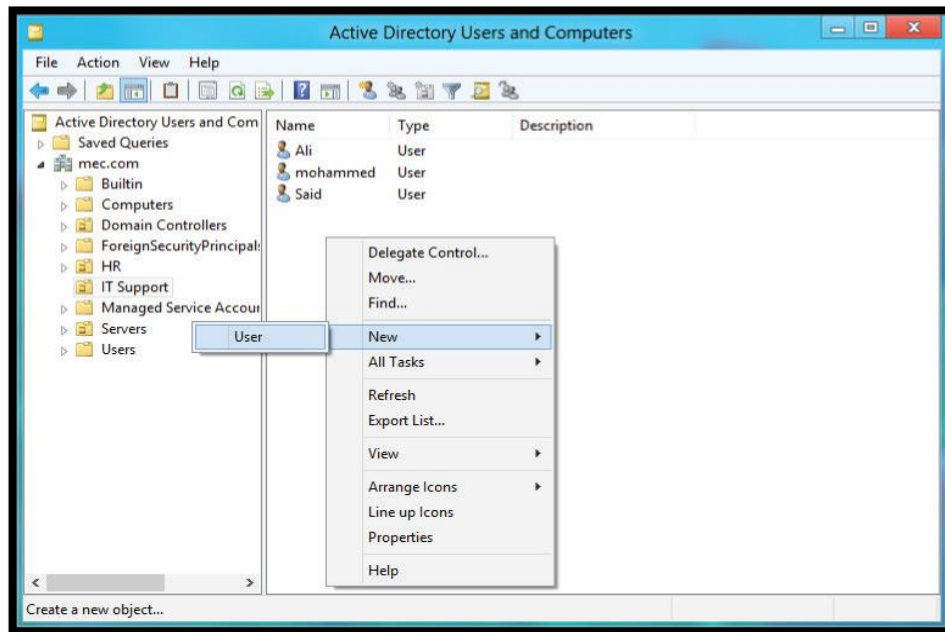 Active Directory Users and Computers
File Action View Help
Active Directory Users and Com
Saved Queries
mec.com
Builtin
Computers
Domain Controllers
ForeignSecurityPrincipals
HR
IT Support
Managed Service Accour
Servers
Users
Name Type Description
Ali User
mohammed User
Said User
Delegate Control...
Move...
Find...
New
User
All Tasks
Refresh
Export List...
View
Arrange Icons
Line up Icons
Properties
Help
Create a new object...